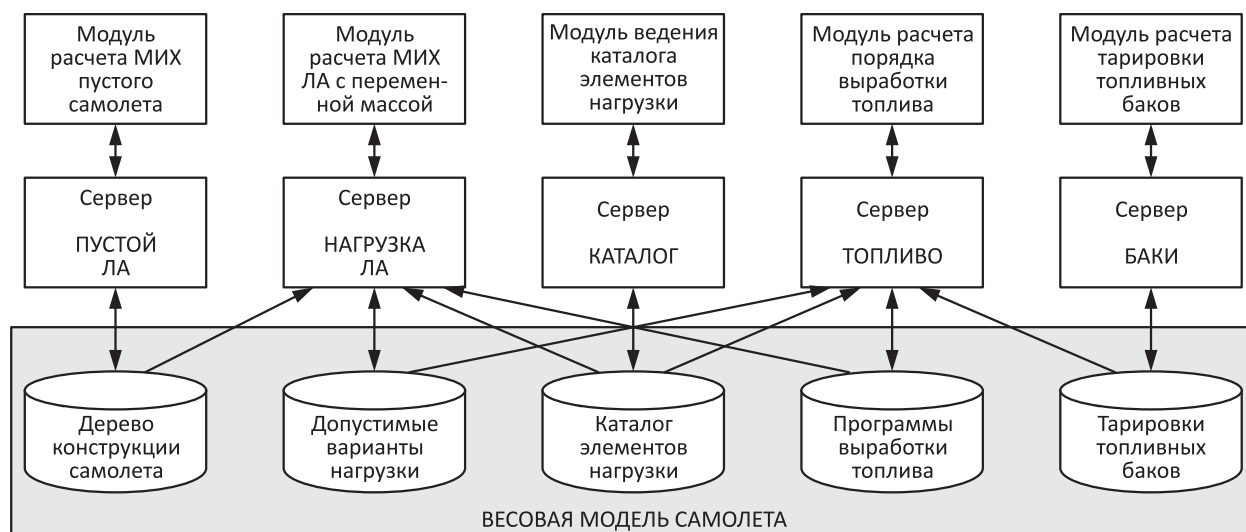 Модуль
расчета МИХ
пустого
самолета
Модуль
расчета МИХ
ЛА с перемен-
ной массой
Модуль ведения
каталога
элементов
нагрузки
Модуль расчета
порядка
выработки
топлива
Модуль расчета
тарировки
топливных
баков
Сервер
ПУСТОЙ
ЛА
Сервер
НАГРУЗКА
ЛА
Сервер
КАТАЛОГ
Сервер
ТОПЛИВО
Сервер
БАКИ
Дерево
конструкции
самолета
Допустимые
варианты
нагрузки
Каталог
элементов
нагрузки
Программы
выработки
топлива
Тарировки
топливных
баков
ВЕСОВАЯ МОДЕЛЬ САМОЛЕТА